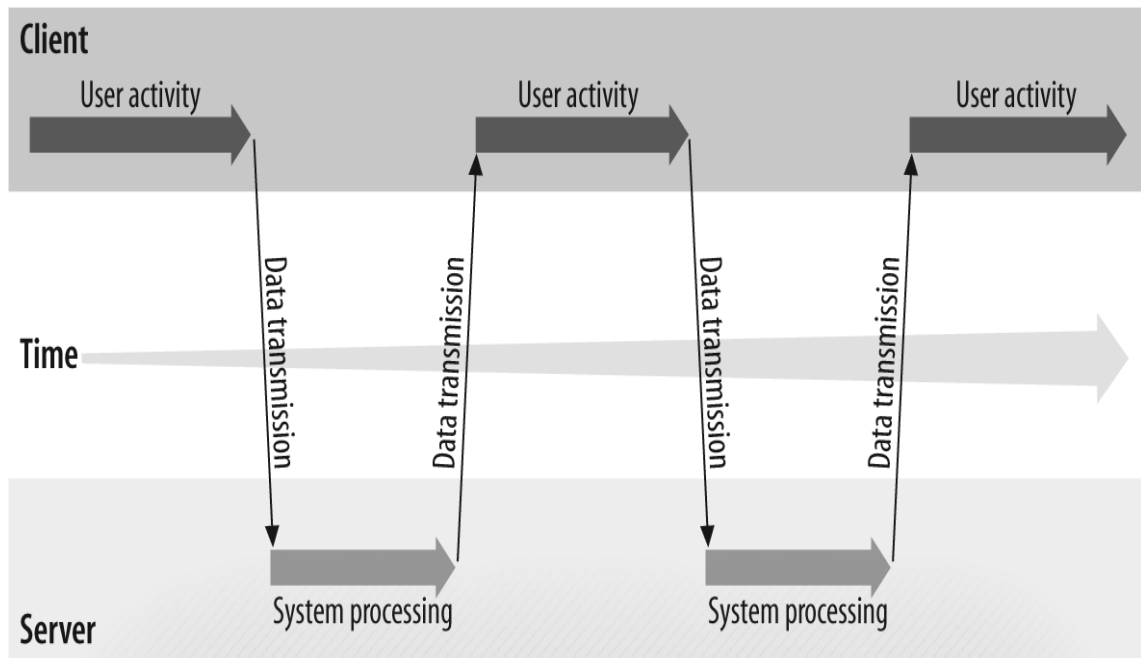 Client
User activity
User activity
User activity
Data transmission
Data transmission
Data transmission
Data transmission
Time
System processing
System processing
Server